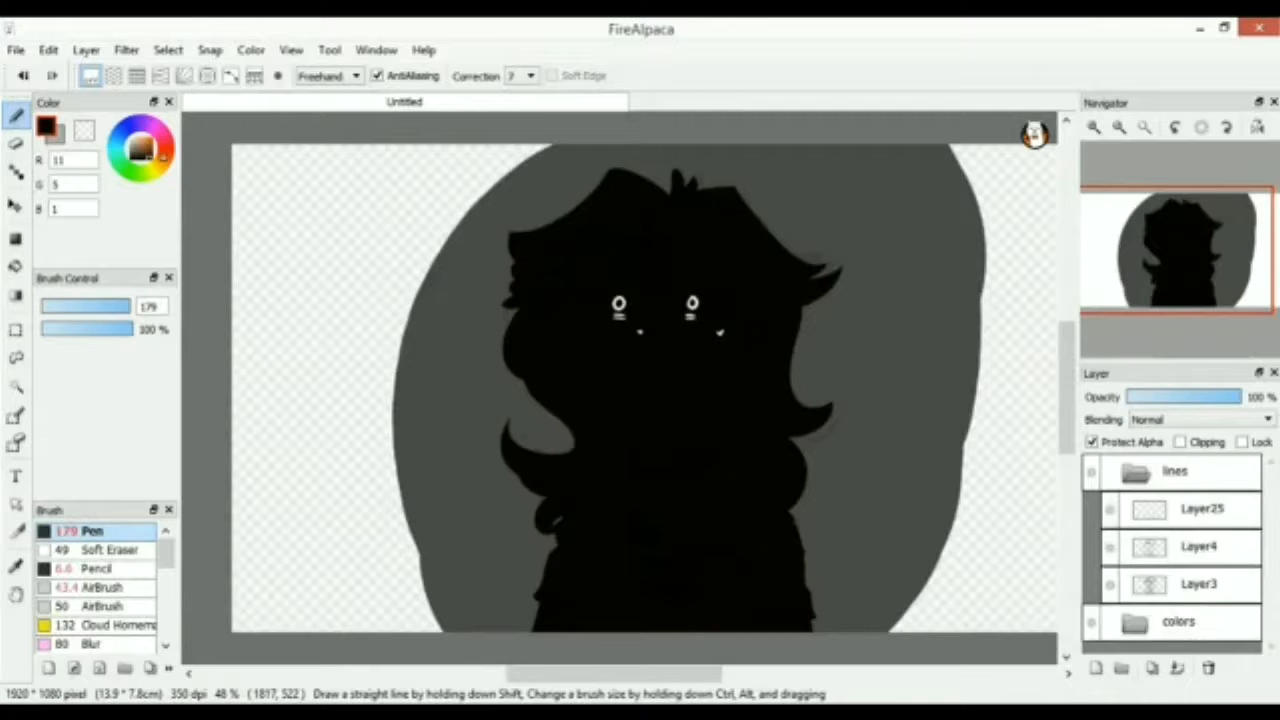 FireAlpaca
File Edit Layer Filter Select Snap Color View Tool Window Help
Freehand AntiAliasing Correction 7 Soft Edge
Color
Untitled
Navigator
R 11
G 5
B 1
Brush Control
179
100 %
Layer
Opacity 100 %
Blending Normal
Protect Alpha Clipping Lock
lines
Layer25
Layer4
Layer3
colors
Brush
179 Pen
49 Soft Eraser
6.6 Pencil
43.4 AirBrush
50 AirBrush
132 Cloud Homema
80 Blur
1920 * 1080 pixel (13.9 * 7.8cm) 350 dpi 48 % ( 1817, 522 ) Draw a straight line by holding down Shift, Change a brush size by holding down Ctrl, Alt, and dragging